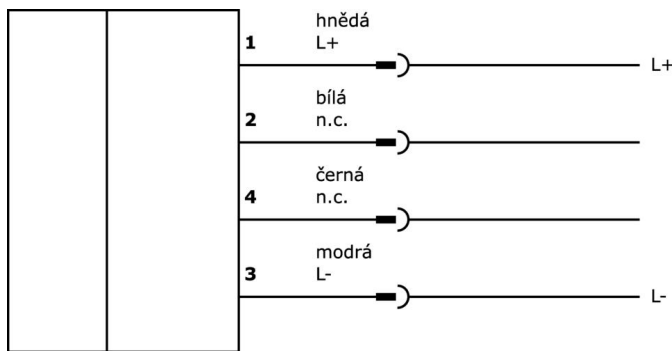 hnědá
1 L+
L+
bílá
2 n.c.
černá
4 n.c.
modrá
3 L-
L-